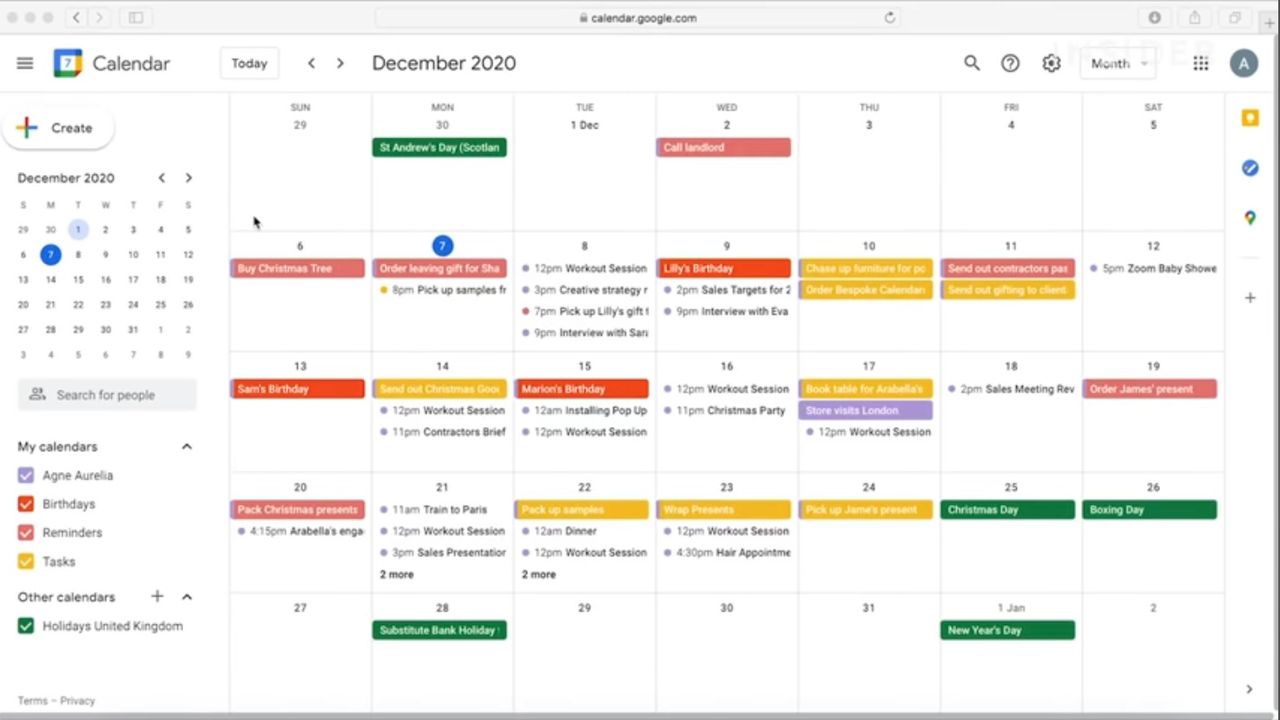 calendar.google.com
INSIDER
7 Calendar
Today
December 2020
Month
A
Create
December 2020
S M T W T F S
29 30 1 2 3 4 5
6 7 8 9 10 11 12
13 14 15 16 17 18 19
20 21 22 23 24 25 26
27 28 29 30 31 1 2
3 4 5 6 7 8 9
Search for people
My calendars
Agne Aurelia
Birthdays
Reminders
Tasks
Other calendars
Holidays United Kingdom
Terms – Privacy
SUN MON TUE WED THU FRI SAT
29 30 1 Dec 2 3 4 5
St Andrew's Day (Scotlan
Call landlord
6 7 8 9 10 11 12
Buy Christmas Tree
Order leaving gift for Sha
8pm Pick up samples fr
12pm Workout Session
3pm Creative strategy r
7pm Pick up Lilly's gift f
9pm Interview with Sara
Lilly's Birthday
2pm Sales Targets for 2
9pm Interview with Eva
Chase up furniture for po
Order Bespoke Calendar
Send out contractors pas
Send out gifting to client
5pm Zoom Baby Showe
13 14 15 16 17 18 19
Sam's Birthday
Send out Christmas Goo
12pm Workout Session
11pm Contractors Brief
Marion's Birthday
12am Installing Pop Up
12pm Workout Session
12pm Workout Session
11pm Christmas Party
Book table for Arabella's
Store visits London
12pm Workout Session
2pm Sales Meeting Rev
Order James' present
20 21 22 23 24 25 26
Pack Christmas presents
4:15pm Arabella's enga
11am Train to Paris
12pm Workout Session
3pm Sales Presentation
2 more
Pack up samples
12am Dinner
12pm Workout Session
2 more
Wrap Presents
12pm Workout Session
4:30pm Hair Appointme
Pick up Jame's present
Christmas Day
Boxing Day
27 28 29 30 31 1 Jan 2
Substitute Bank Holiday
New Year's Day